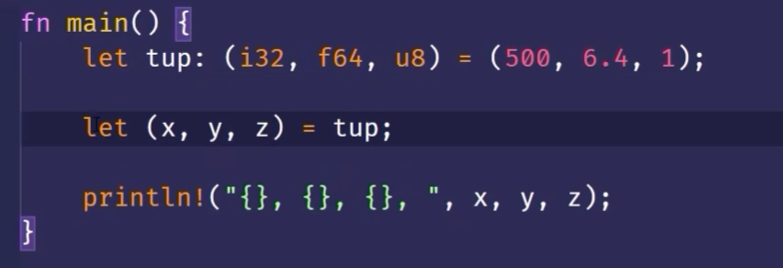 fn main() {
    let tup: (i32, f64, u8) = (500, 6.4, 1);
    let (x, y, z) = tup;
    println!("{}, {}, {}, ", x, y, z);
}